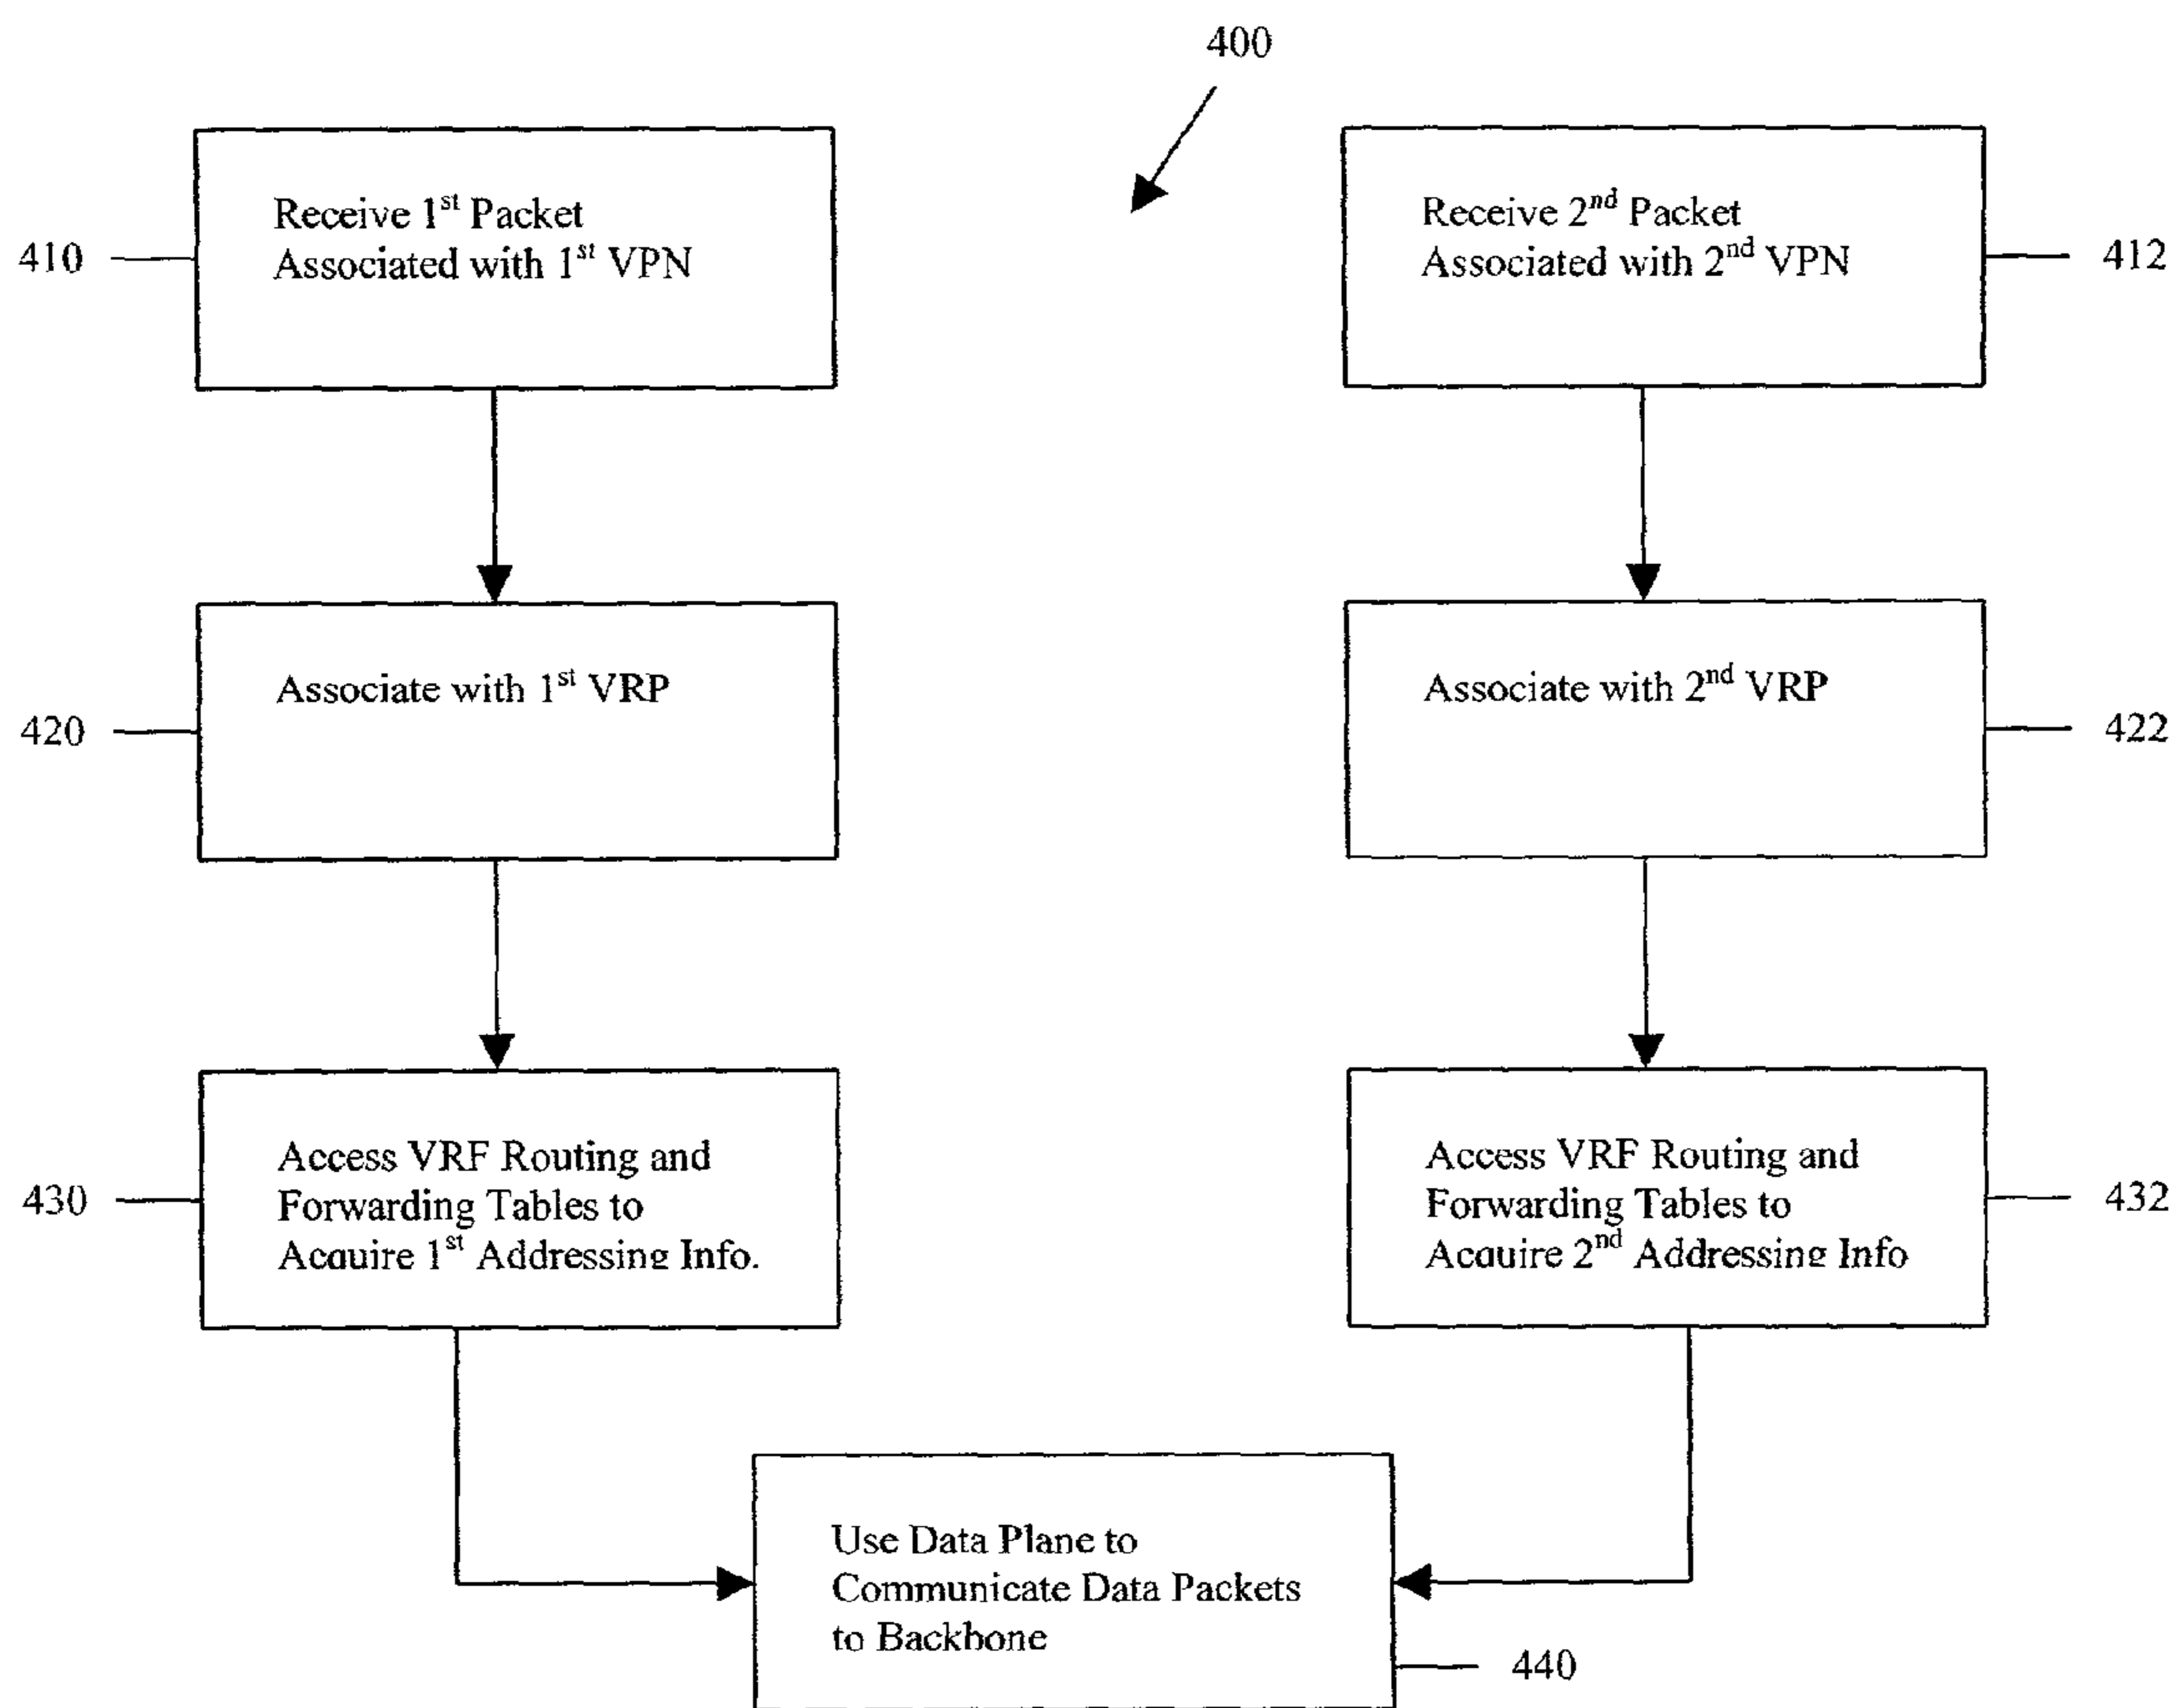 400
Receive 1st Packet
Associated with 1st VPN
410
Receive 2nd Packet
Associated with 2nd VPN
412
Associate with 1st VRP
420
Associate with 2nd VRP
422
Access VRF Routing and
Forwarding Tables to
Acquire 1st Addressing Info.
430
Access VRF Routing and
Forwarding Tables to
Acquire 2nd Addressing Info
432
Use Data Plane to
Communicate Data Packets
to Backbone
440